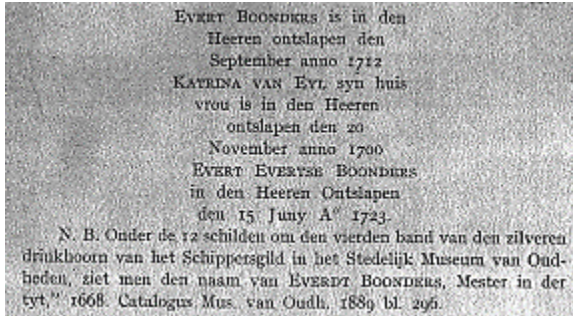 EVERT BOONDERS is in den
Heeren ontslapen den
September anno 1712
KATRINA VAN EYL syn huis
vrou is in den Heeren
ontslapen den 20
November anno 1700
EVERT EVERTSE BOONDERS
in den Heeren Ontslapen
den 15 Juny Aº 1723.
N. B. Onder de 12 schilden om den vierden band van den zilveren
drinkhoorn van het Schippersgild in het Stedelijk Museum van Oud-
heden, ziet men den naam van EVERDT BOONDERS, Mester in der
tyt," 1668. Catalogus Mus. van Oudh. 1889 bl. 296.